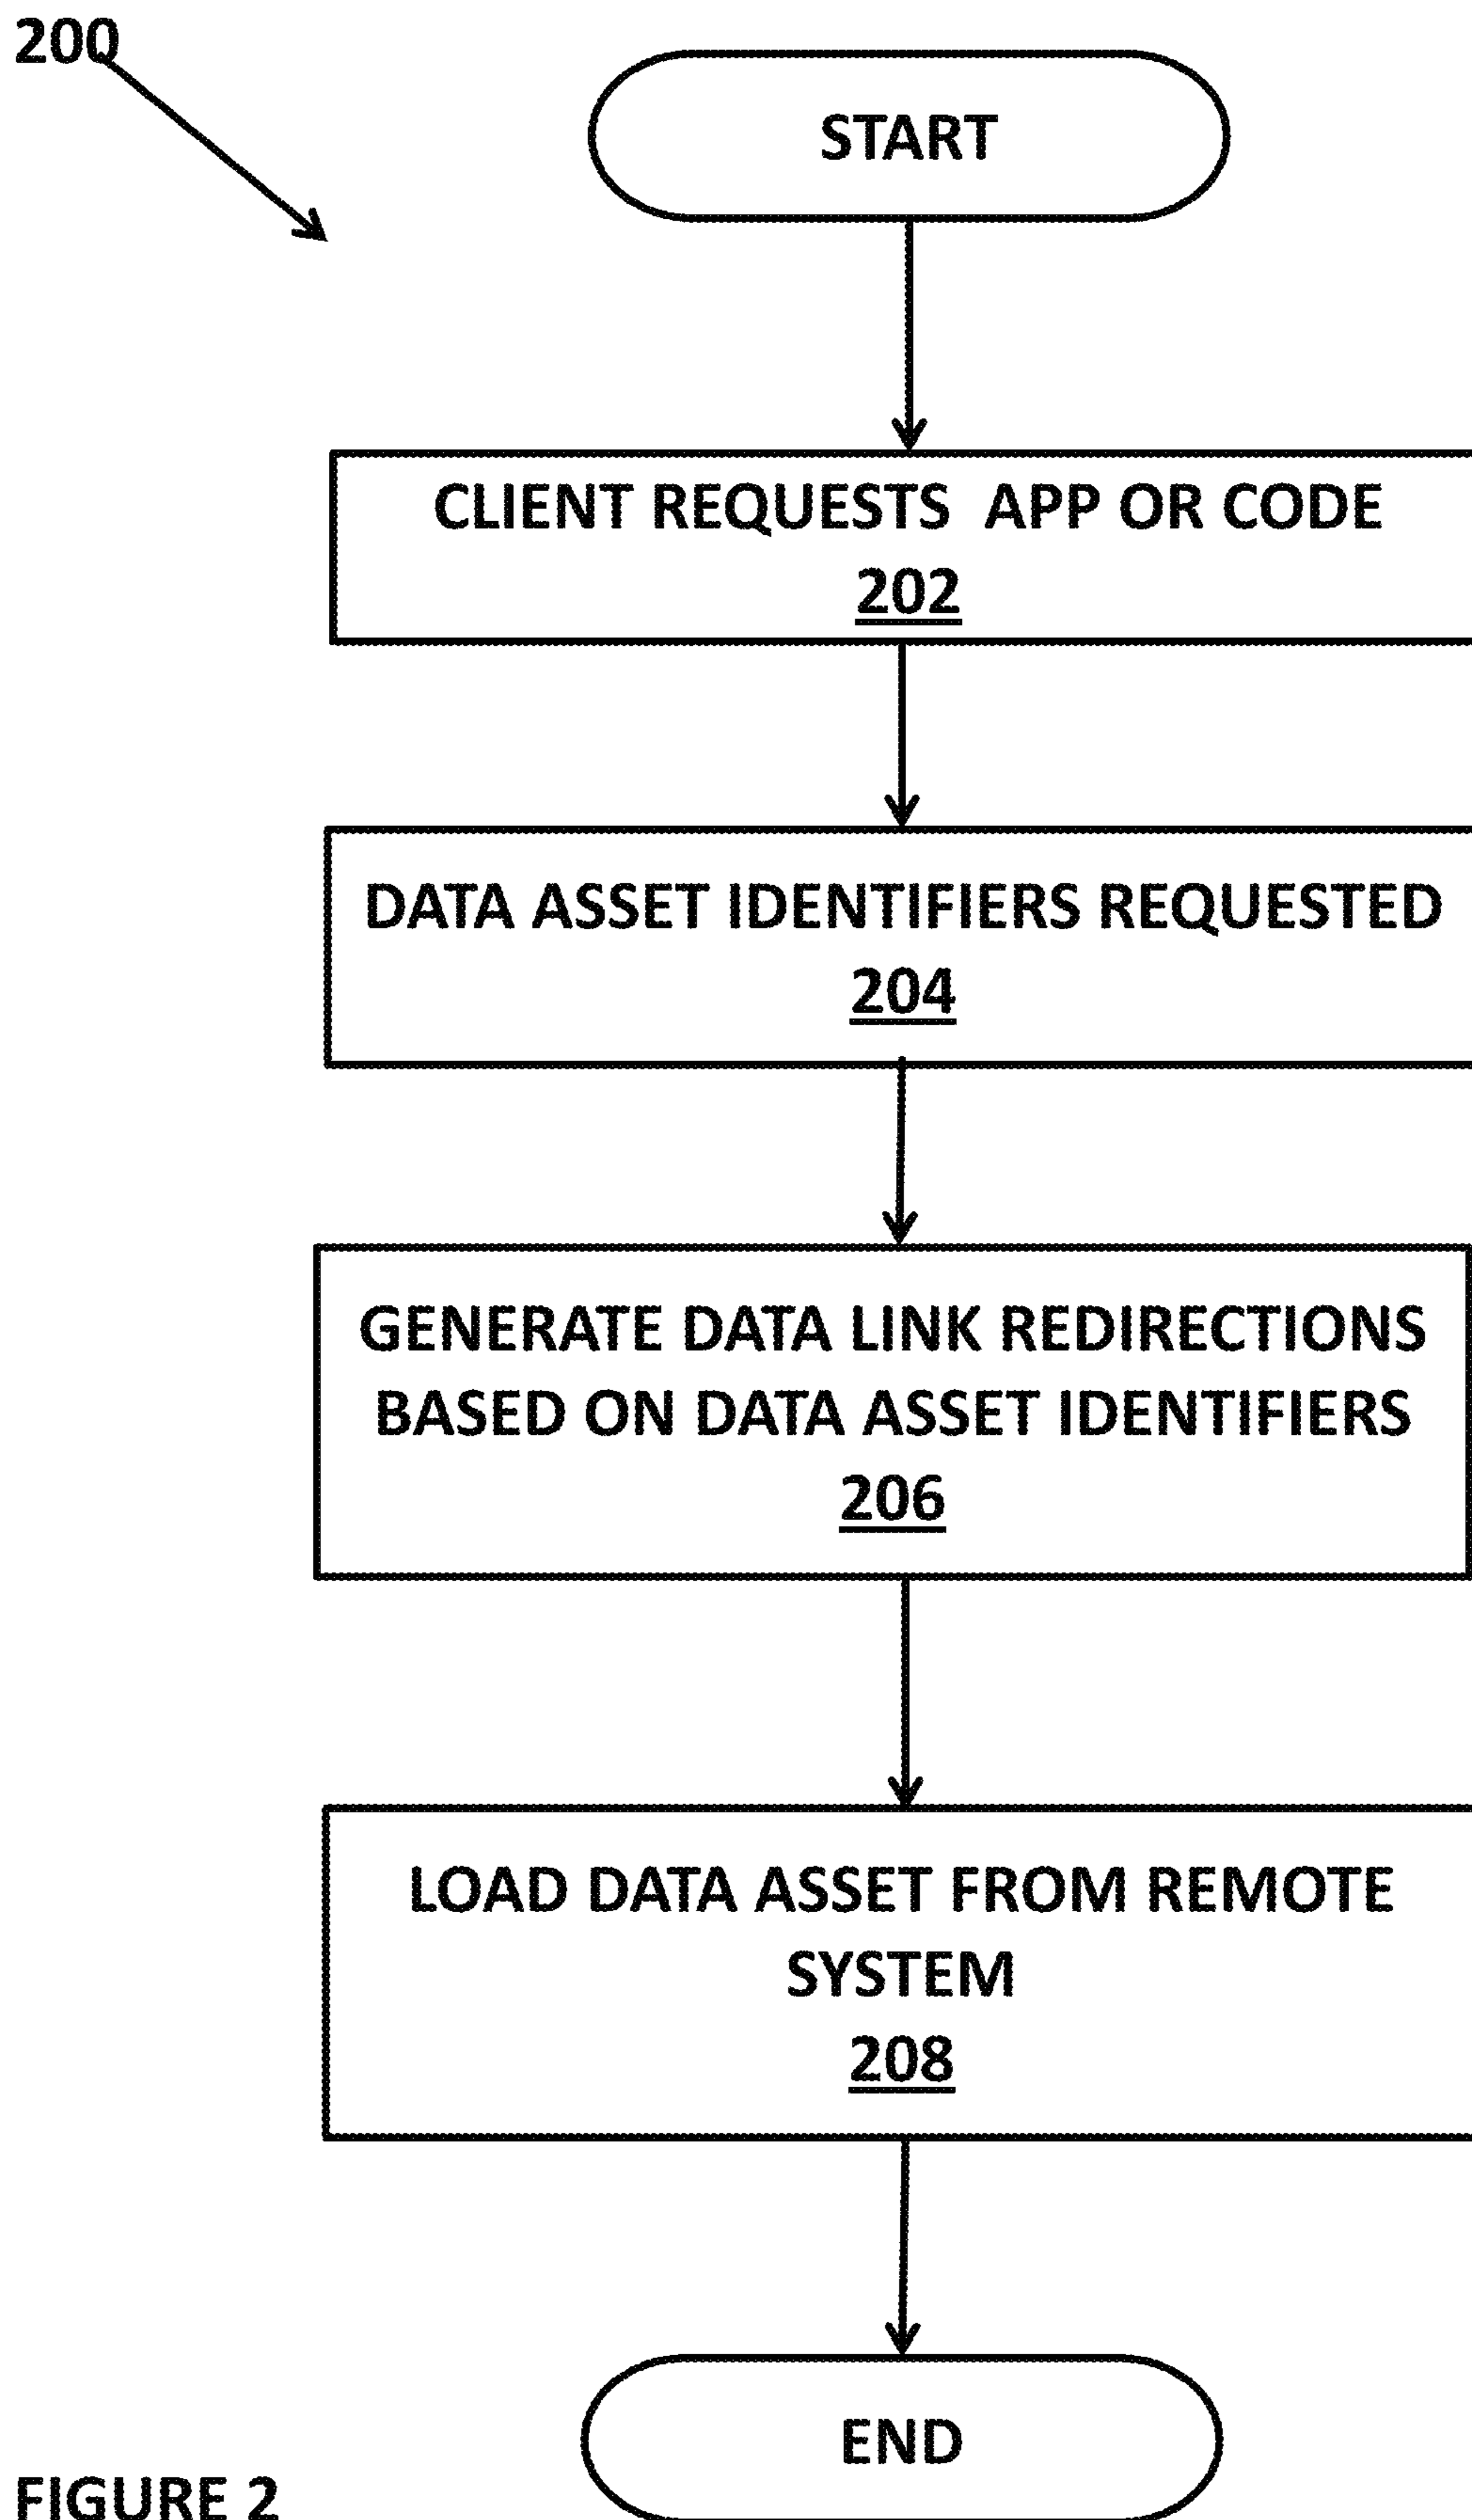 200
START
CLIENT REQUESTS  APP OR CODE
202
DATA ASSET IDENTIFIERS REQUESTED
204
GENERATE DATA LINK REDIRECTIONS
BASED ON DATA ASSET IDENTIFIERS
206
LOAD DATA ASSET FROM REMOTE
SYSTEM
208
END
FIGURE 2